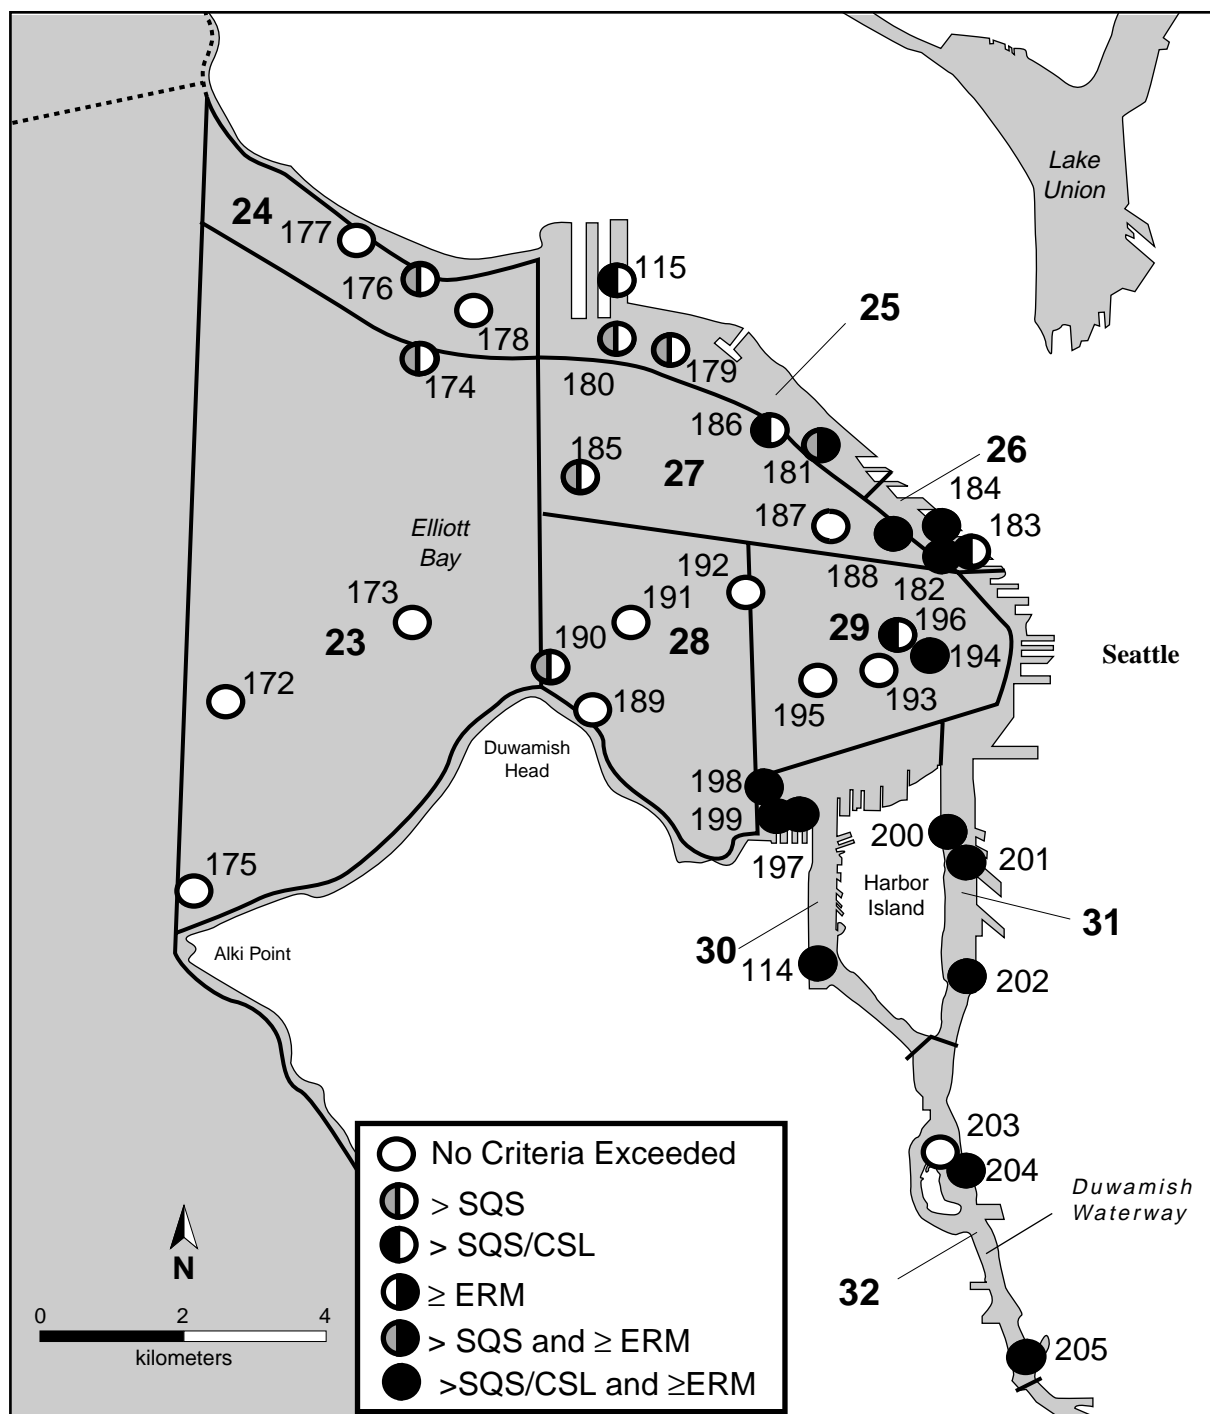 Lake
Union
24
177
115
176
25
178
174
180
179
186
185
181
26
27
184
187
183
Elliott
Bay
192
188
182
173
191
196
23
190
28
29
194
Seattle
172
189
195
193
Duwamish
Head
198
199
200
175
197
201
Harbor
Island
31
Alki Point
30
114
202
203
No Criteria Exceeded
204
> SQS
Duwamish
Waterway
> SQS/CSL
N
≥ ERM
32
0 2 4
> SQS and ≥ ERM
kilometers
205
>SQS/CSL and ≥ERM